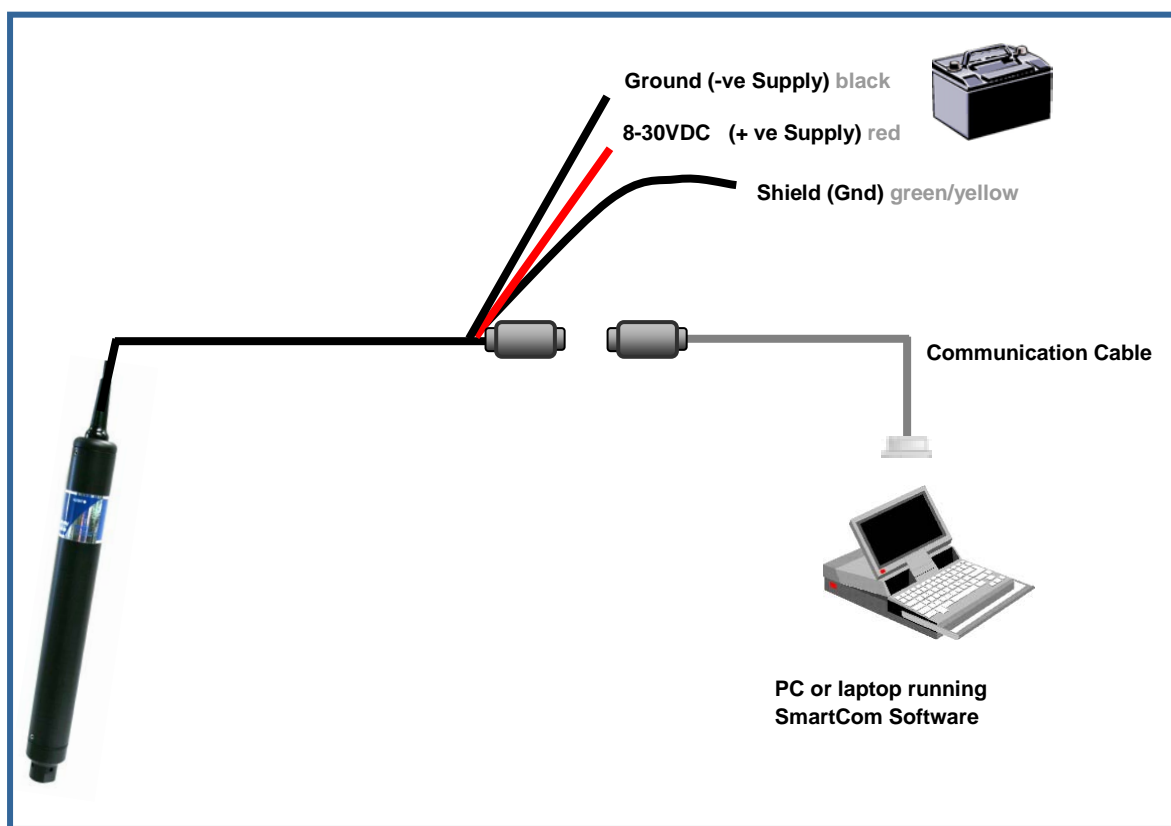 Ground (-ve Supply) black
8-30VDC (+ ve Supply) red
Shield (Gnd) green/yellow
Communication Cable
PC or laptop running
SmartCom Software